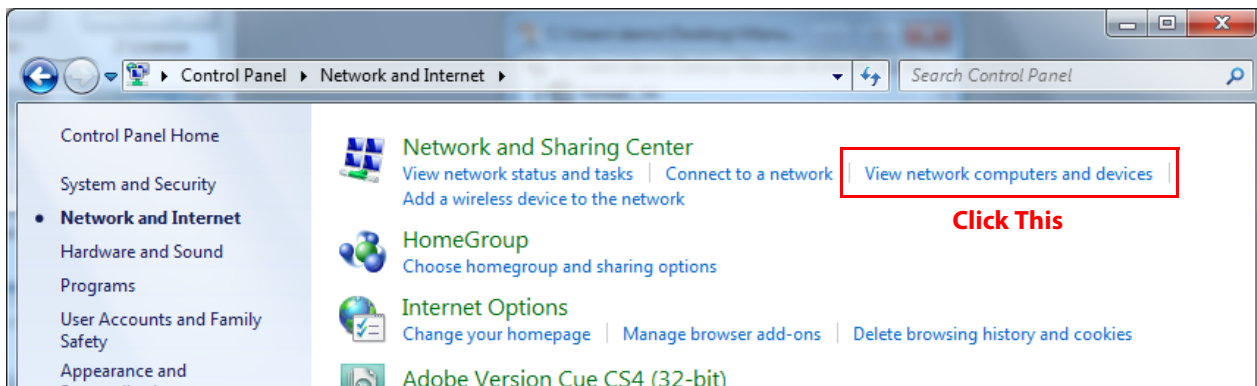 Control Panel Network and Internet
Search Control Panel
Control Panel Home
System and Security
Network and Internet
Hardware and Sound
Programs
User Accounts and Family
Safety
Appearance and
Network and Sharing Center
View network status and tasks Connect to a network View network computers and devices
Add a wireless device to the network
Click This
HomeGroup
Choose homegroup and sharing options
Internet Options
Change your homepage Manage browser add-ons Delete browsing history and cookies
Adobe Version Cue CS4 (32-bit)